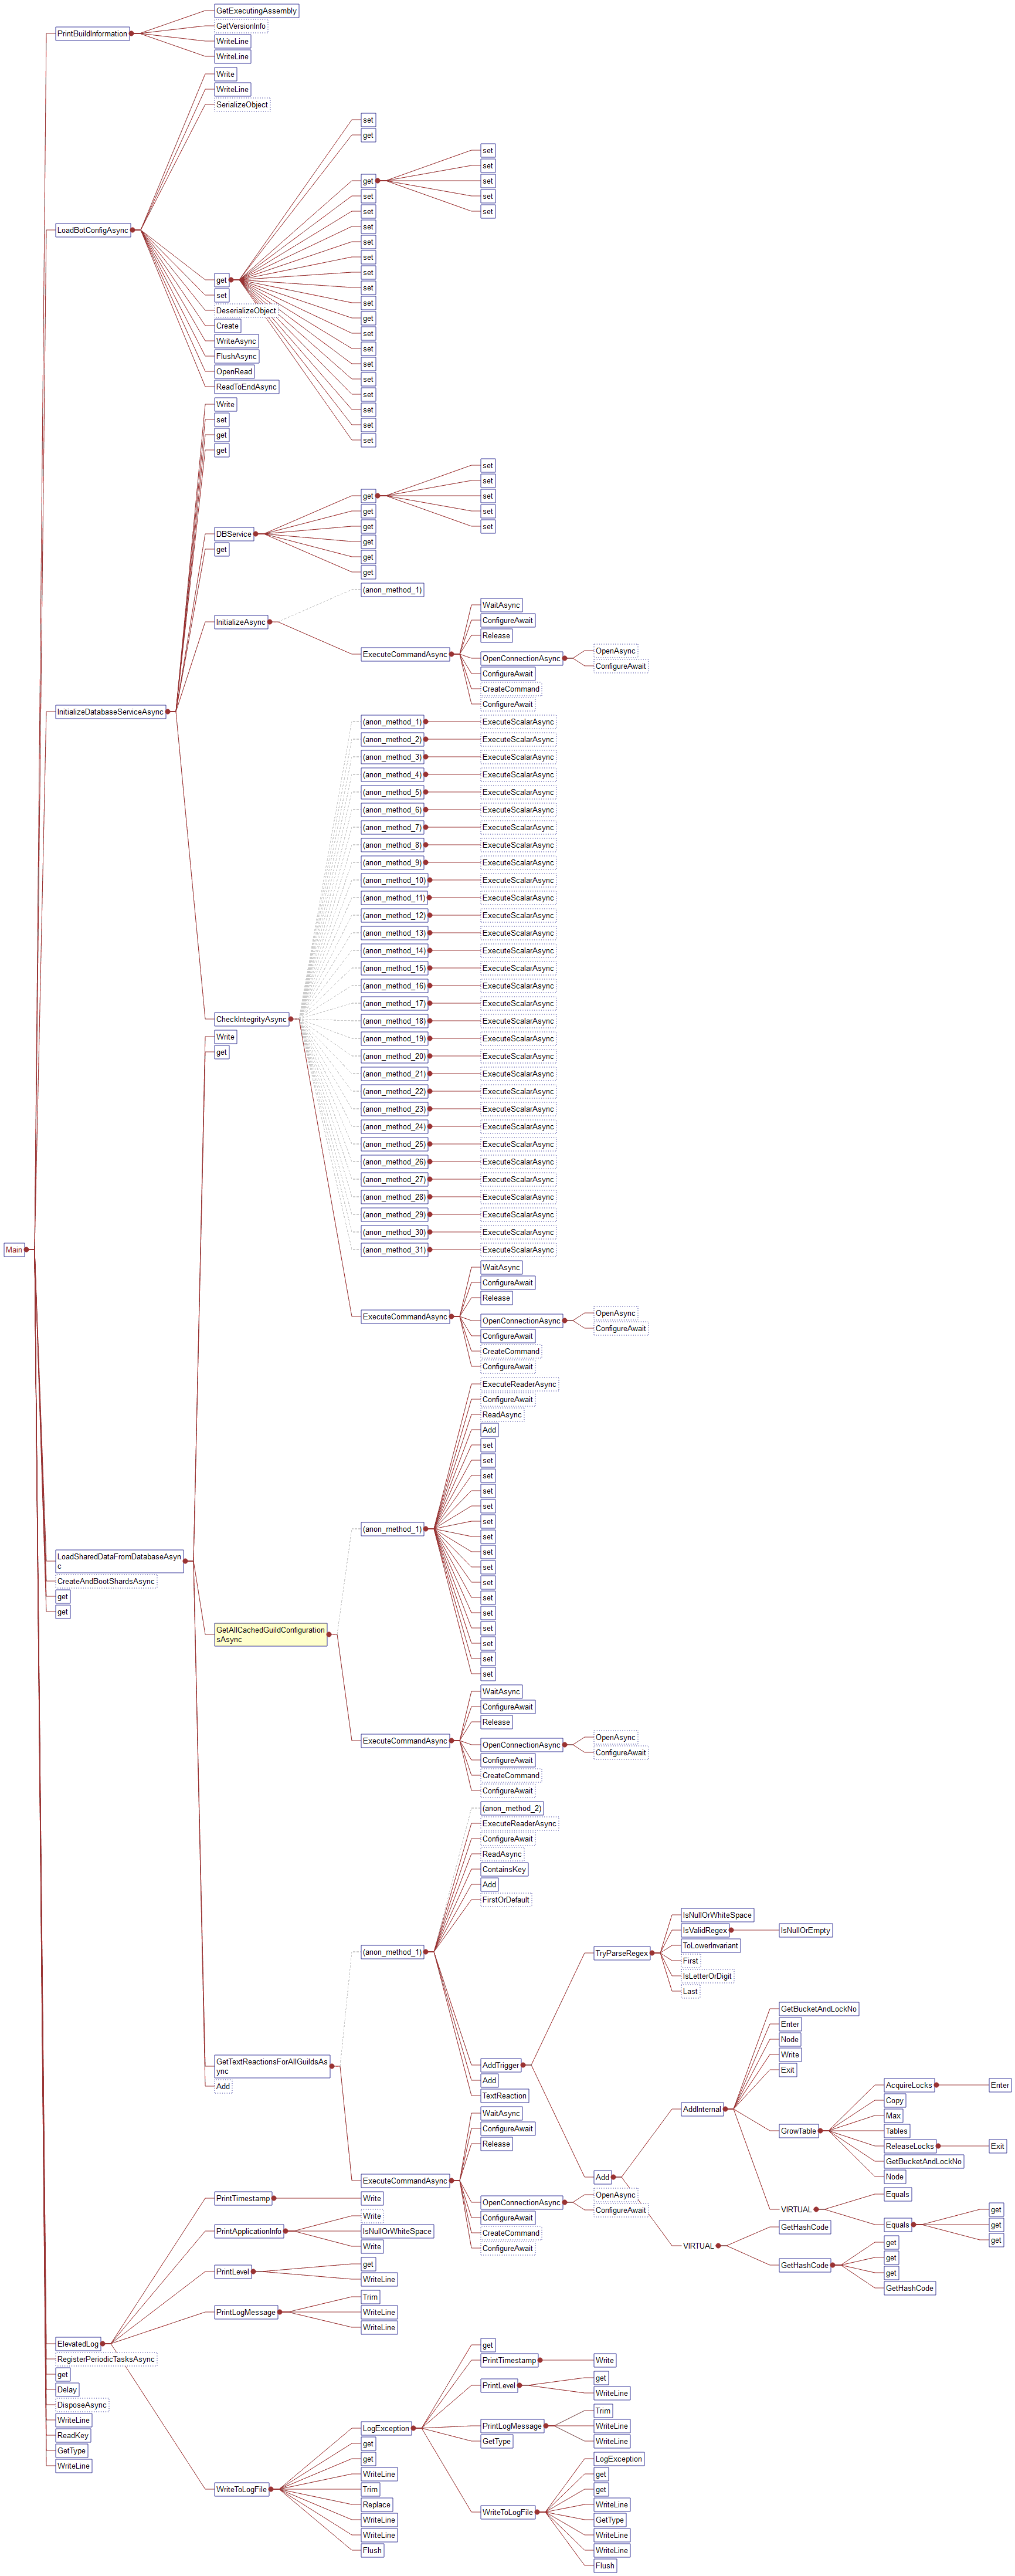 GetExecutingAssembly
GetVersionInfo
PrintBuildInformation
WriteLine
WriteLine
Write
WriteLine
SerializeObject
set
get
set
set
get
set
set
set
set
set
set
LoadBotConfigAsync
set
set
set
get
set
set
set
set
DeserializeObject
get
Create
set
WriteAsync
set
FlushAsync
set
OpenRead
set
ReadToEndAsync
set
Write
set
set
set
get
set
get
set
set
get
set
get
set
get
set
DBService
get
get
get
get
get
(anon_method_1)
WaitAsync
InitializeAsync
ConfigureAwait
Release
OpenAsync
ExecuteCommandAsync
OpenConnectionAsync
ConfigureAwait
ConfigureAwait
CreateCommand
ConfigureAwait
InitializeDatabaseServiceAsync
(anon_method_1)
ExecuteScalarAsync
(anon_method_2)
ExecuteScalarAsync
(anon_method_3)
ExecuteScalarAsync
(anon_method_4)
ExecuteScalarAsync
(anon_method_5)
ExecuteScalarAsync
(anon_method_6)
ExecuteScalarAsync
(anon_method_7)
ExecuteScalarAsync
(anon_method_8)
ExecuteScalarAsync
(anon_method_9)
ExecuteScalarAsync
(anon_method_10)
ExecuteScalarAsync
(anon_method_11)
ExecuteScalarAsync
(anon_method_12)
ExecuteScalarAsync
(anon_method_13)
ExecuteScalarAsync
(anon_method_14)
ExecuteScalarAsync
(anon_method_15)
ExecuteScalarAsync
(anon_method_16)
ExecuteScalarAsync
(anon_method_17)
ExecuteScalarAsync
CheckIntegrityAsync
(anon_method_18)
ExecuteScalarAsync
Write
(anon_method_19)
ExecuteScalarAsync
get
(anon_method_20)
ExecuteScalarAsync
(anon_method_21)
ExecuteScalarAsync
(anon_method_22)
ExecuteScalarAsync
(anon_method_23)
ExecuteScalarAsync
(anon_method_24)
ExecuteScalarAsync
(anon_method_25)
ExecuteScalarAsync
(anon_method_26)
ExecuteScalarAsync
(anon_method_27)
ExecuteScalarAsync
(anon_method_28)
ExecuteScalarAsync
(anon_method_29)
ExecuteScalarAsync
(anon_method_30)
ExecuteScalarAsync
Main
(anon_method_31)
ExecuteScalarAsync
WaitAsync
ConfigureAwait
Release
OpenAsync
ExecuteCommandAsync
OpenConnectionAsync
ConfigureAwait
ConfigureAwait
CreateCommand
ConfigureAwait
ExecuteReaderAsync
ConfigureAwait
ReadAsync
Add
set
set
set
set
set
set
(anon_method_1)
set
set
LoadSharedDataFromDatabaseAsyn
c
set
CreateAndBootShardsAsync
set
get
set
get
set
set
GetAllCachedGuildConfiguration
sAsync
set
set
set
WaitAsync
ConfigureAwait
Release
OpenAsync
ExecuteCommandAsync
OpenConnectionAsync
ConfigureAwait
ConfigureAwait
CreateCommand
ConfigureAwait
(anon_method_2)
ExecuteReaderAsync
ConfigureAwait
ReadAsync
ContainsKey
Add
FirstOrDefault
IsNullOrWhiteSpace
IsValidRegex
IsNullOrEmpty
(anon_method_1)
TryParseRegex
ToLowerInvariant
First
IsLetterOrDigit
Last
GetBucketAndLockNo
Enter
Node
Write
Exit
GetTextReactionsForAllGuildsAs
ync
AddTrigger
Add
Add
TextReaction
AcquireLocks
Enter
Copy
AddInternal
Max
WaitAsync
ConfigureAwait
GrowTable
Tables
Release
ReleaseLocks
Exit
GetBucketAndLockNo
ExecuteCommandAsync
Add
Node
OpenAsync
Equals
PrintTimestamp
Write
OpenConnectionAsync
ConfigureAwait
VIRTUAL
get
Write
ConfigureAwait
GetHashCode
Equals
get
PrintApplicationInfo
IsNullOrWhiteSpace
CreateCommand
get
Write
ConfigureAwait
VIRTUAL
get
get
get
PrintLevel
GetHashCode
get
WriteLine
GetHashCode
Trim
PrintLogMessage
WriteLine
WriteLine
ElevatedLog
get
RegisterPeriodicTasksAsync
PrintTimestamp
Write
get
get
Delay
PrintLevel
WriteLine
DisposeAsync
Trim
WriteLine
LogException
PrintLogMessage
WriteLine
ReadKey
get
GetType
WriteLine
GetType
get
LogException
WriteLine
WriteLine
get
WriteToLogFile
Trim
get
Replace
WriteLine
WriteLine
WriteToLogFile
GetType
WriteLine
WriteLine
Flush
WriteLine
Flush